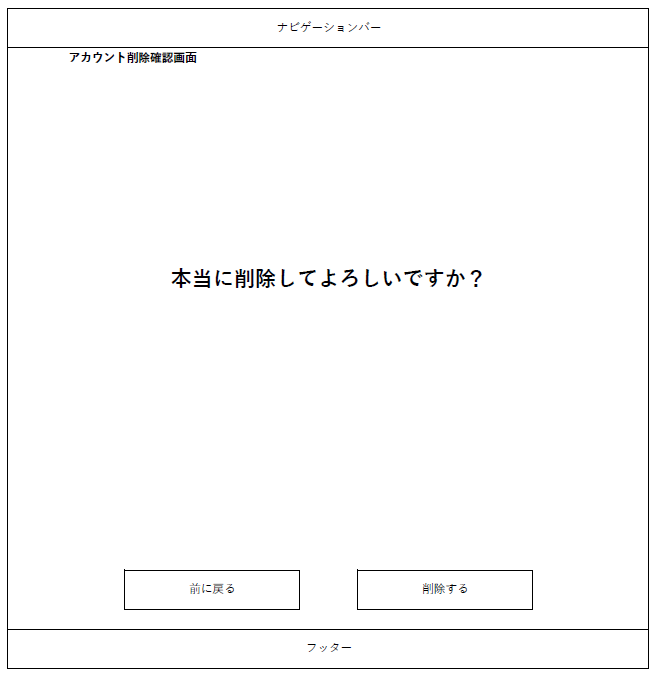 ナビゲーションバー
アカウント削除確認画面
本当に削除してよろしいですか？
前に戻る
削除する
フッター